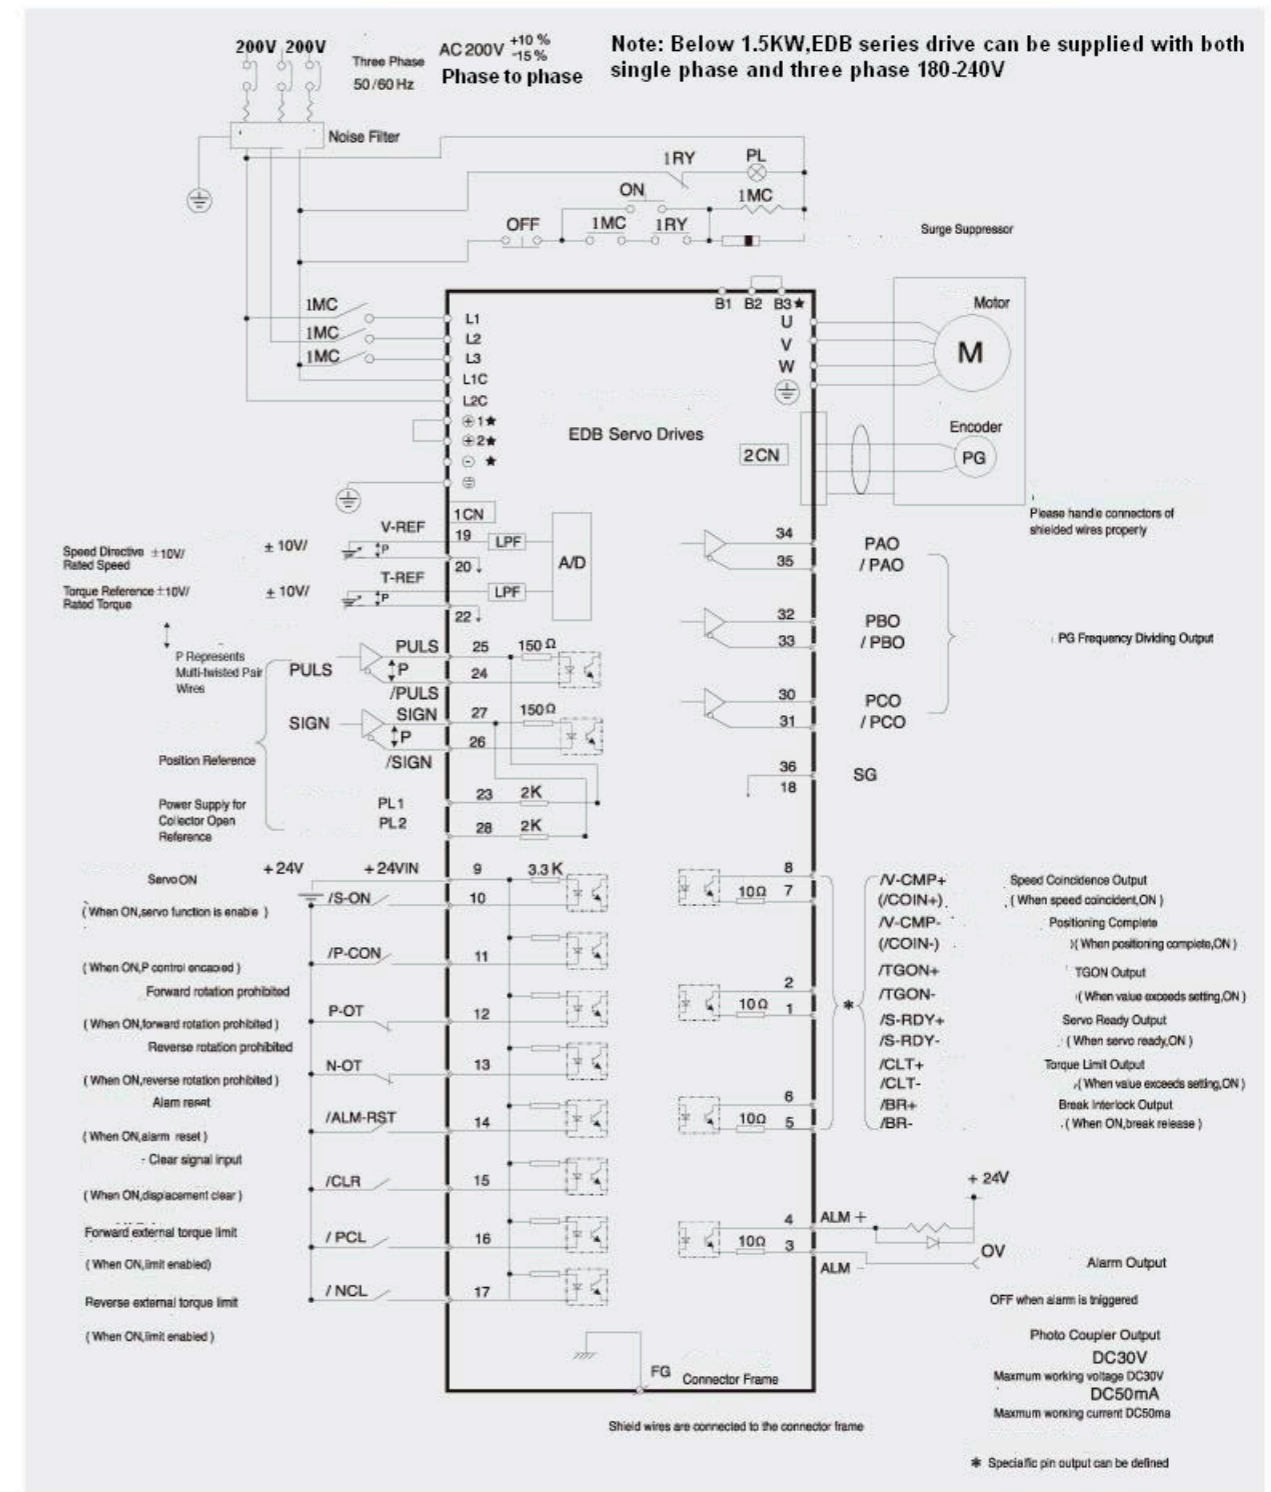 200V 200V
Three Phase
50/60 Hz
AC 200V +10 % -15 %
Phase to phase
Note: Below 1.5KW,EDB series drive can be supplied with both
single phase and three phase 180-240V
Noise Filter
1RY
PL
ON
1MC
OFF
1MC
1RY
Surge Suppressor
1MC
1MC
1MC
L1
L2
L3
L1C
L2C
⊕1★
⊕2★
⊖ ★
B1 B2 B3★
U
V
W
Motor
M
Encoder
PG
EDB Servo Drives
2CN
Please handle connectors of
shielded wires properly
1CN
Speed Directive ±10V/
Rated Speed
± 10V/
P
V-REF
19
20
LPF
A/D
Torque Reference ±10V/
Rated Torque
± 10V/
P
T-REF
22
LPF
P Represents
Multi-twisted Pair
Wires
PULS
PULS
P
/PULS
25
24
150 Ω
SIGN
SIGN
P
/SIGN
27
26
150Ω
Position Reference
Power Supply for
Collector Open
Reference
PL1
PL2
23
28
2K
2K
34
35
PAO
/ PAO
32
33
PBO
/ PBO
30
31
PCO
/ PCO
PG Frequency Dividing Output
36
18
SG
ServoON
+ 24V
+24VIN
9
3.3 K
( When ON,servo function is enable )
/S-ON
10
/P-CON
11
( When ON,P control encacied )
Forward rotation prohibited
P-OT
12
( When ON,forward rotation prohibited )
Reverse rotation prohibited
N-OT
13
( When ON,reverse rotation prohibited )
Alam reset
/ALM-RST
14
( When ON,alarm reset )
Clear signal input
/CLR
15
( When ON,displacement clear )
Forward external torque limit
/ PCL
16
( When ON,limit enabled)
Reverse external torque limit
/ NCL
17
( When ON,limit enabled )
8
10Ω 7
2
10Ω 1
6
10Ω 5
*
/V-CMP+
(/COIN+)
/V-CMP-
(/COIN-)
/TGON+
/TGON-
/S-RDY+
/S-RDY-
/CLT+
/CLT-
/BR+
/BR-
Speed Coincidence Output
( When speed coincident,ON )
Positioning Complete
( When positioning complete,ON )
TGON Output
( When value exceeds setting,ON )
Servo Ready Output
( When servo ready,ON )
Torque Limit Output
( When value exceeds setting,ON )
Break Interlock Output
( When ON,break release )
4
10Ω 3
ALM +
ALM -
+ 24V
OV
Alarm Output
OFF when alarm is triggered
Photo Coupler Output
DC30V
Maxmum working voltage DC30V
DC50mA
Maxmum working current DC50ma
FG
Connector Frame
Shield wires are connected to the connector frame
* Specialfic pin output can be defined